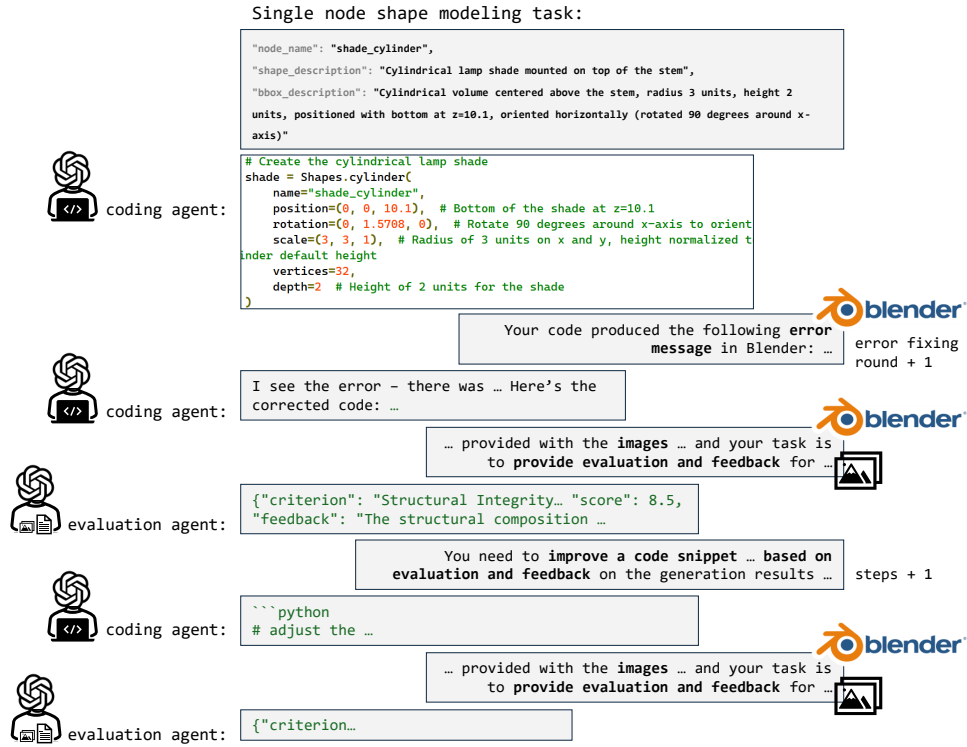 Single node shape modeling task:
"node_name": "shade_cylinder",
"shape_description": "Cylindrical lamp shade mounted on top of the stem",
"bbox_description": "Cylindrical volume centered above the stem, radius 3 units, height 2
units, positioned with bottom at z=10.1, oriented horizontally (rotated 90 degrees around x-
axis)"
coding agent:
# Create the cylindrical lamp shade
shade = Shapes.cylinder(
name="shade_cylinder",
position=(0, 0, 10.1),  # Bottom of the shade at z=10.1
rotation=(0, 1.5708, 0),  # Rotate 90 degrees around x-axis to orient
scale=(3, 3, 1),  # Radius of 3 units on x and y, height normalized t
inder default height
vertices=32,
depth=2  # Height of 2 units for the shade
)
blender
Your code produced the following error
message in Blender: …
error fixing
round + 1
coding agent:
I see the error – there was … Here's the
corrected code: …
blender
… provided with the images … and your task is
to provide evaluation and feedback for …
evaluation agent:
{"criterion": "Structural Integrity… "score": 8.5,
"feedback": "The structural composition …
You need to improve a code snippet … based on
evaluation and feedback on the generation results …
steps + 1
coding agent:
```python
# adjust the …
blender
… provided with the images … and your task is
to provide evaluation and feedback for …
evaluation agent:
{"criterion…